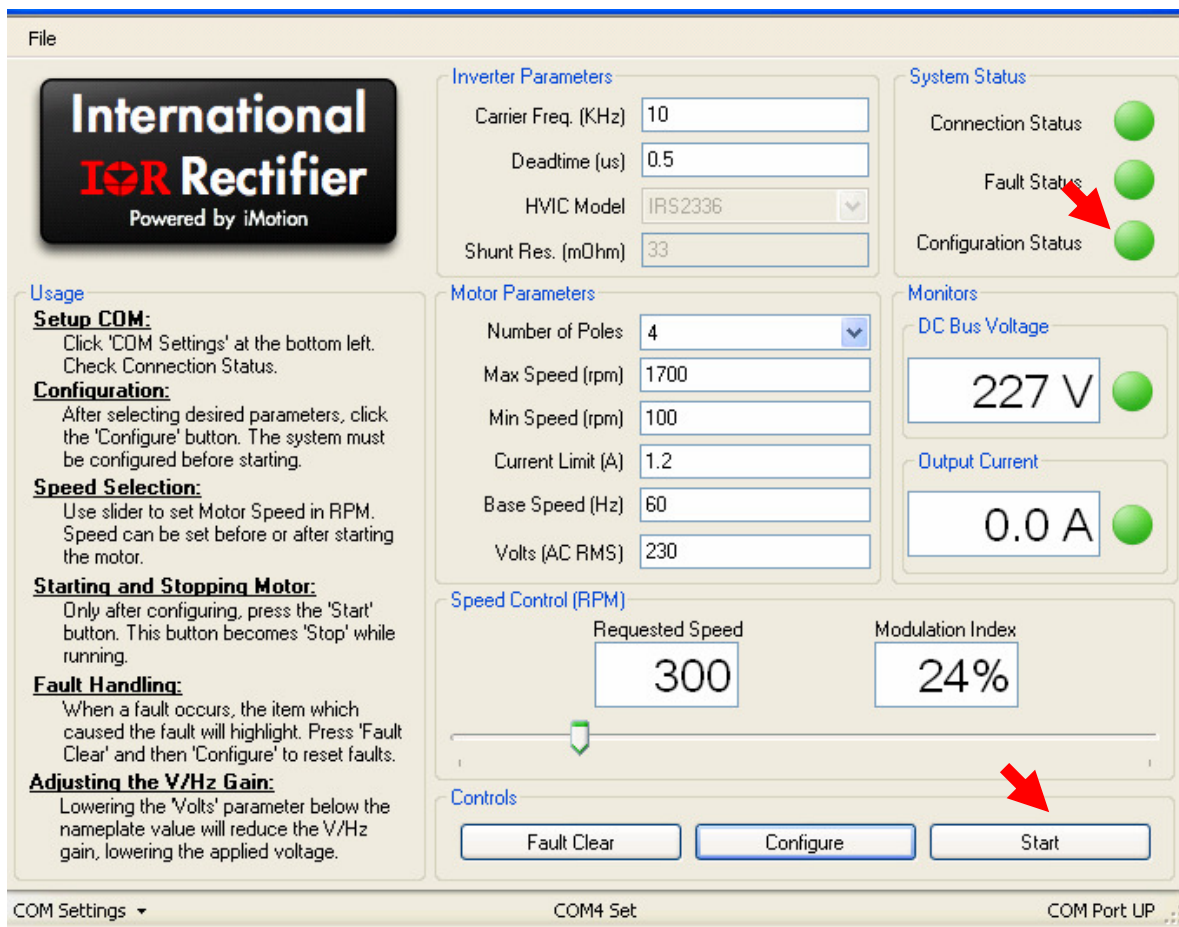 File
International
IOR Rectifier
Powered by iMotion
Usage
Setup COM:
Click 'COM Settings' at the bottom left.
Check Connection Status.
Configuration:
After selecting desired parameters, click
the 'Configure' button. The system must
be configured before starting.
Speed Selection:
Use slider to set Motor Speed in RPM.
Speed can be set before or after starting
the motor.
Starting and Stopping Motor:
Only after configuring, press the 'Start'
button. This button becomes 'Stop' while
running.
Fault Handling:
When a fault occurs, the item which
caused the fault will highlight. Press 'Fault
Clear' and then 'Configure' to reset faults.
Adjusting the V/Hz Gain:
Lowering the 'Volts' parameter below the
nameplate value will reduce the V/Hz
gain, lowering the applied voltage.
Inverter Parameters
Carrier Freq. (KHz) 10
Deadtime (us) 0.5
HVIC Model IRS2336
Shunt Res. (mOhm) 33
Motor Parameters
Number of Poles 4
Max Speed (rpm) 1700
Min Speed (rpm) 100
Current Limit (A) 1.2
Base Speed (Hz) 60
Volts (AC RMS) 230
System Status
Connection Status
Fault Status
Configuration Status
Monitors
DC Bus Voltage
227 V
Output Current
0.0 A
Speed Control (RPM)
Requested Speed Modulation Index
300 24%
Controls
Fault Clear Configure Start
COM Settings COM4 Set COM Port UP